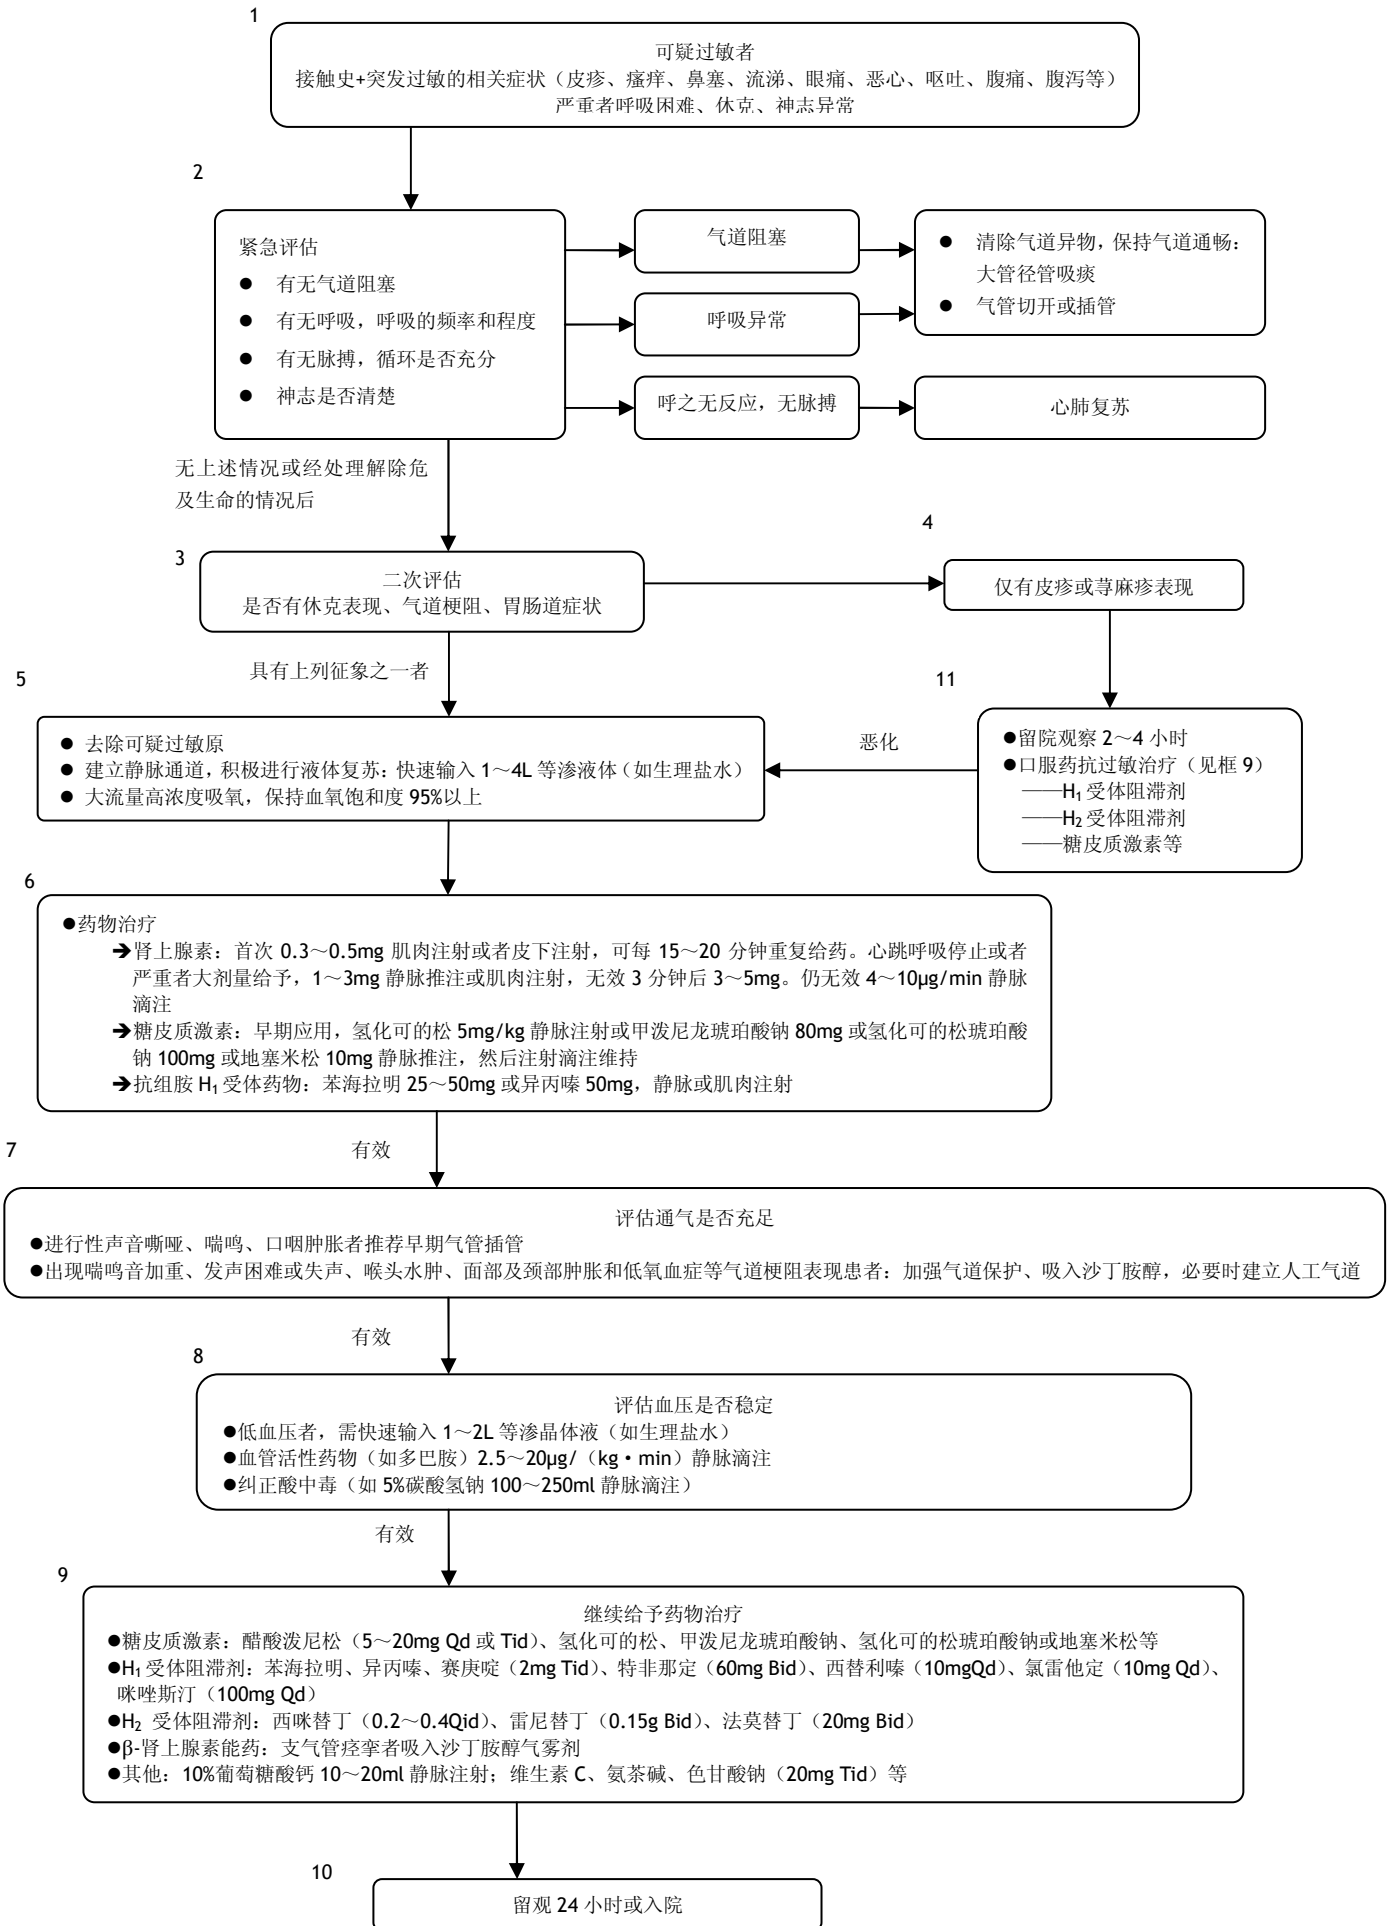 1
可疑过敏者
接触史+突发过敏的相关症状（皮疹、瘙痒、鼻塞、流涕、眼痛、恶心、呕吐、腹痛、腹泻等）
严重者呼吸困难、休克、神志异常
2
紧急评估
● 有无气道阻塞
● 有无呼吸，呼吸的频率和程度
● 有无脉搏，循环是否充分
● 神志是否清楚
气道阻塞
呼吸异常
呼之无反应，无脉搏
● 清除气道异物，保持气道通畅：
大管径管吸痰
● 气管切开或插管
心肺复苏
无上述情况或经处理解除危
及生命的情况后
3
二次评估
是否有休克表现、气道梗阻、胃肠道症状
4
仅有皮疹或荨麻疹表现
具有上列征象之一者
5
● 去除可疑过敏原
● 建立静脉通道，积极进行液体复苏：快速输入 1～4L 等渗液体（如生理盐水）
● 大流量高浓度吸氧，保持血氧饱和度 95%以上
恶化
11
●留院观察 2～4 小时
●口服药抗过敏治疗（见框 9）
——H₁受体阻滞剂
——H₂受体阻滞剂
——糖皮质激素等
6
●药物治疗
➔肾上腺素：首次 0.3～0.5mg 肌肉注射或者皮下注射，可每 15～20 分钟重复给药。心跳呼吸停止或者
严重者大剂量给予，1～3mg 静脉推注或肌肉注射，无效 3 分钟后 3～5mg。仍无效 4～10μg/min 静脉
滴注
➔糖皮质激素：早期应用，氢化可的松 5mg/kg 静脉注射或甲泼尼龙琥珀酸钠 80mg 或氢化可的松琥珀酸
钠 100mg 或地塞米松 10mg 静脉推注，然后注射滴注维持
➔抗组胺 H₁受体药物：苯海拉明 25～50mg 或异丙嗪 50mg，静脉或肌肉注射
有效
7
评估通气是否充足
●进行性声音嘶哑、喘鸣、口咽肿胀者推荐早期气管插管
●出现喘鸣音加重、发声困难或失声、喉头水肿、面部及颈部肿胀和低氧血症等气道梗阻表现患者：加强气道保护、吸入沙丁胺醇，必要时建立人工气道
有效
8
评估血压是否稳定
●低血压者，需快速输入 1～2L 等渗晶体液（如生理盐水）
●血管活性药物（如多巴胺）2.5～20μg/（kg•min）静脉滴注
●纠正酸中毒（如 5%碳酸氢钠 100～250ml 静脉滴注）
有效
9
继续给予药物治疗
●糖皮质激素：醋酸泼尼松（5～20mg Qd 或 Tid）、氢化可的松、甲泼尼龙琥珀酸钠、氢化可的松琥珀酸钠或地塞米松等
●H₁受体阻滞剂：苯海拉明、异丙嗪、赛庚啶（2mg Tid）、特非那定（60mg Bid）、西替利嗪（10mgQd）、氯雷他定（10mg Qd）、
咪唑斯汀（100mg Qd）
●H₂ 受体阻滞剂：西咪替丁（0.2～0.4Qid）、雷尼替丁（0.15g Bid）、法莫替丁（20mg Bid）
●β-肾上腺素能药：支气管痉挛者吸入沙丁胺醇气雾剂
●其他：10%葡萄糖酸钙 10～20ml 静脉注射；维生素 C、氨茶碱、色甘酸钠（20mg Tid）等
10
留观 24 小时或入院